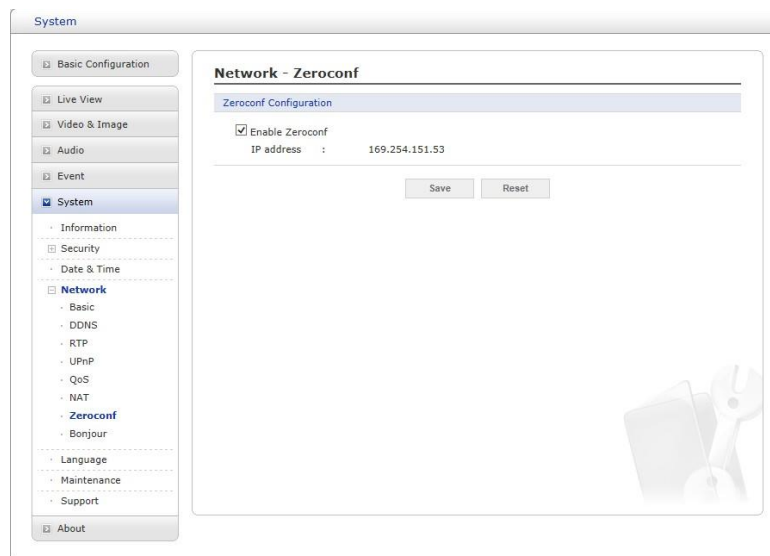 System
Basic Configuration
Live View
Video & Image
Audio
Event
System
Information
Security
Date & Time
Network
Basic
DDNS
RTP
UPnP
QoS
NAT
Zeroconf
Bonjour
Language
Maintenance
Support
About
Network - Zeroconf
Zeroconf Configuration
Enable Zeroconf
IP address : 169.254.151.53
Save Reset